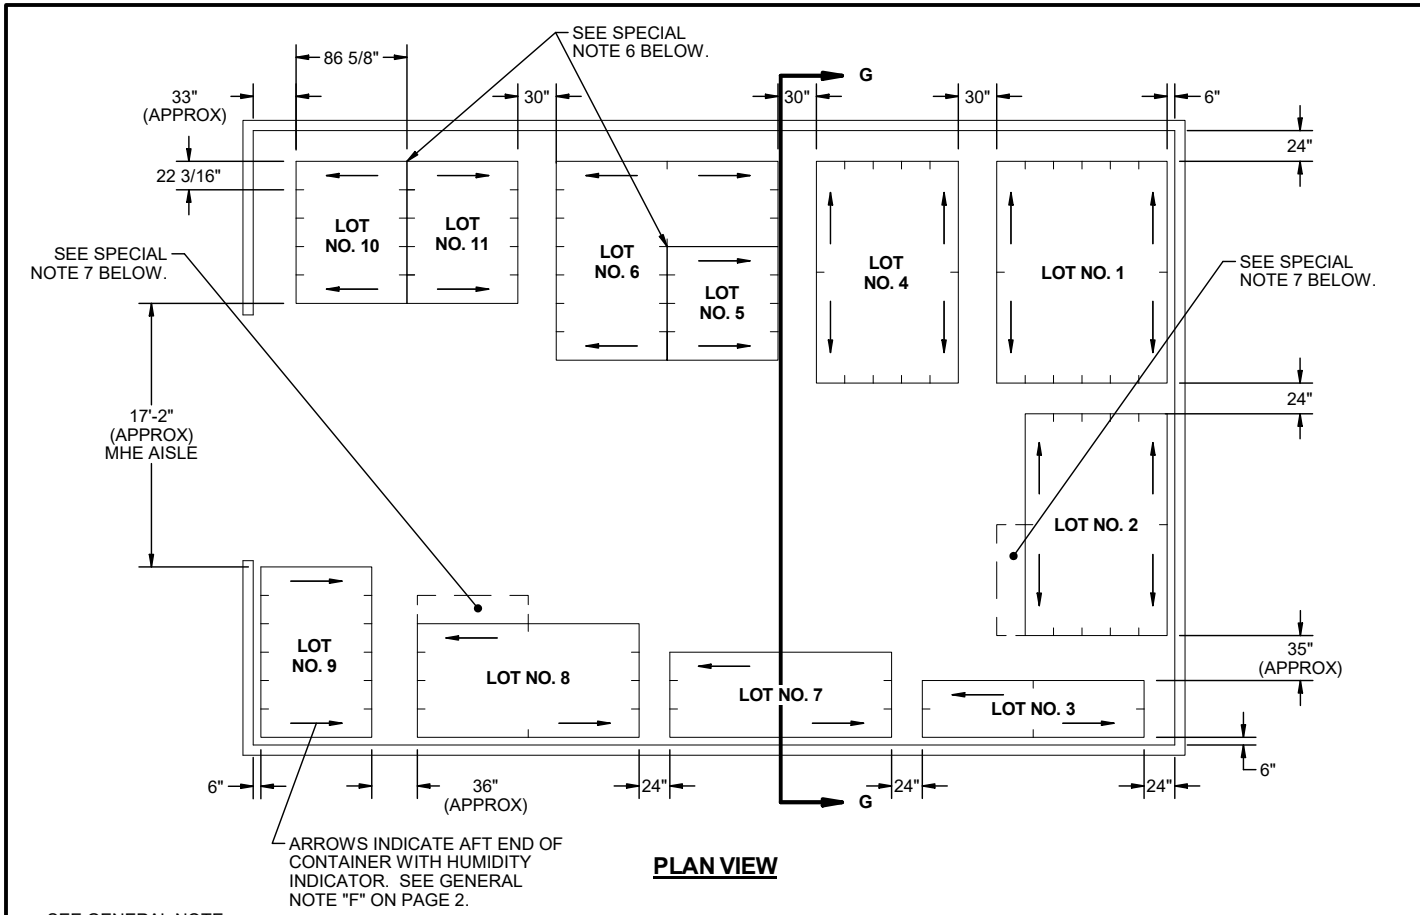 SEE SPECIAL
NOTE 6 BELOW.
86 5/8"
G
33"
(APPROX)
30"
30"
30"
6"
24"
22 3/16"
LOT
NO. 10
LOT
NO. 11
LOT
NO. 6
LOT
NO. 5
LOT
NO. 4
LOT NO. 1
SEE SPECIAL
NOTE 7 BELOW.
SEE SPECIAL
NOTE 7 BELOW.
24"
17'-2"
(APPROX)
MHE AISLE
LOT NO. 2
LOT
NO. 9
LOT NO. 8
LOT NO. 7
LOT NO. 3
35"
(APPROX)
6"
6"
36"
(APPROX)
24"
24"
24"
G
ARROWS INDICATE AFT END OF
CONTAINER WITH HUMIDITY
INDICATOR. SEE GENERAL
NOTE "F" ON PAGE 2.
PLAN VIEW
SEE GENERAL NOTE